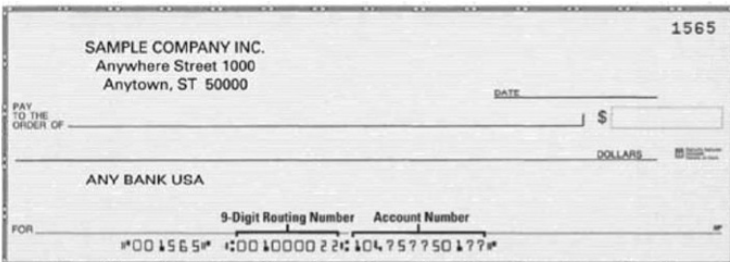 1565
SAMPLE COMPANY INC.
Anywhere Street 1000
Anytown, ST 50000
DATE
PAY
TO THE
ORDER OF
$
DOLLARS
ANY BANK USA
9-Digit Routing Number Account Number
FOR
⑈001565⑈ ⑆001000022⑆ 104757750177⑈